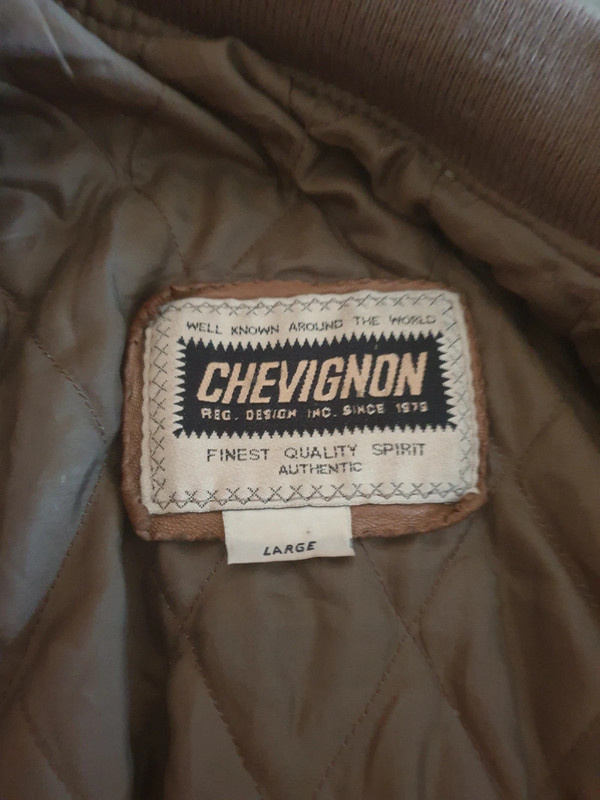 WELL KNOWN AROUND THE WORLD
CHEVIGNON
REG. DESIGN INC. SINCE 1979
FINEST QUALITY SPIRIT
AUTHENTIC
LARGE